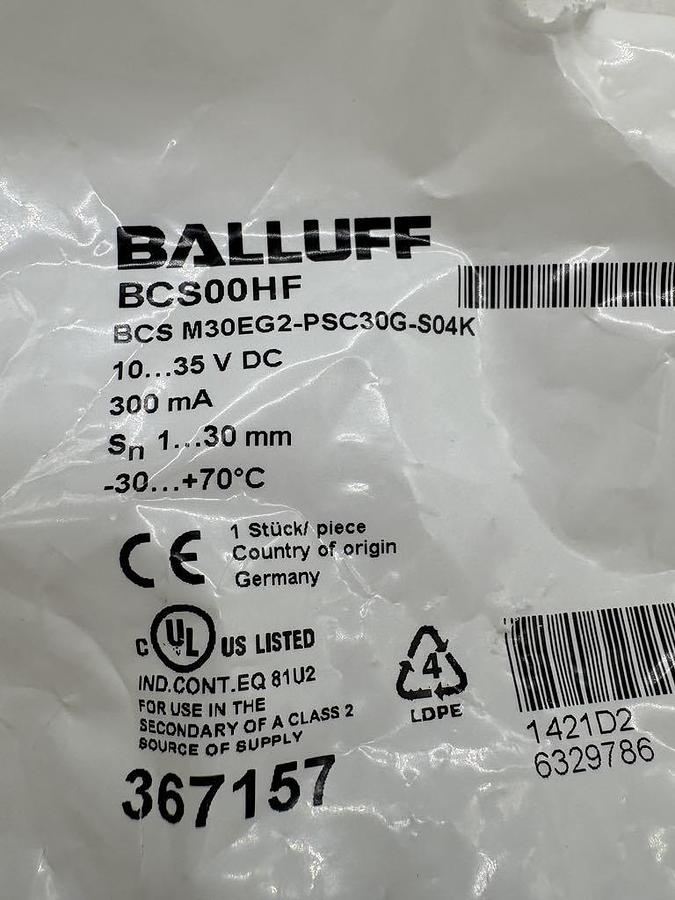 BALLUFF
BCS00HF
BCS M30EG2-PSC30G-S04K
10...35 V DC
300 mA
Sn 1...30 mm
-30...+70°C
CE
1 Stück/ piece
Country of origin
Germany
c UL US LISTED
IND.CONT.EQ 81U2
FOR USE IN THE
SECONDARY OF A CLASS 2
SOURCE OF SUPPLY
367157
4
LDPE
1421D2
6329786